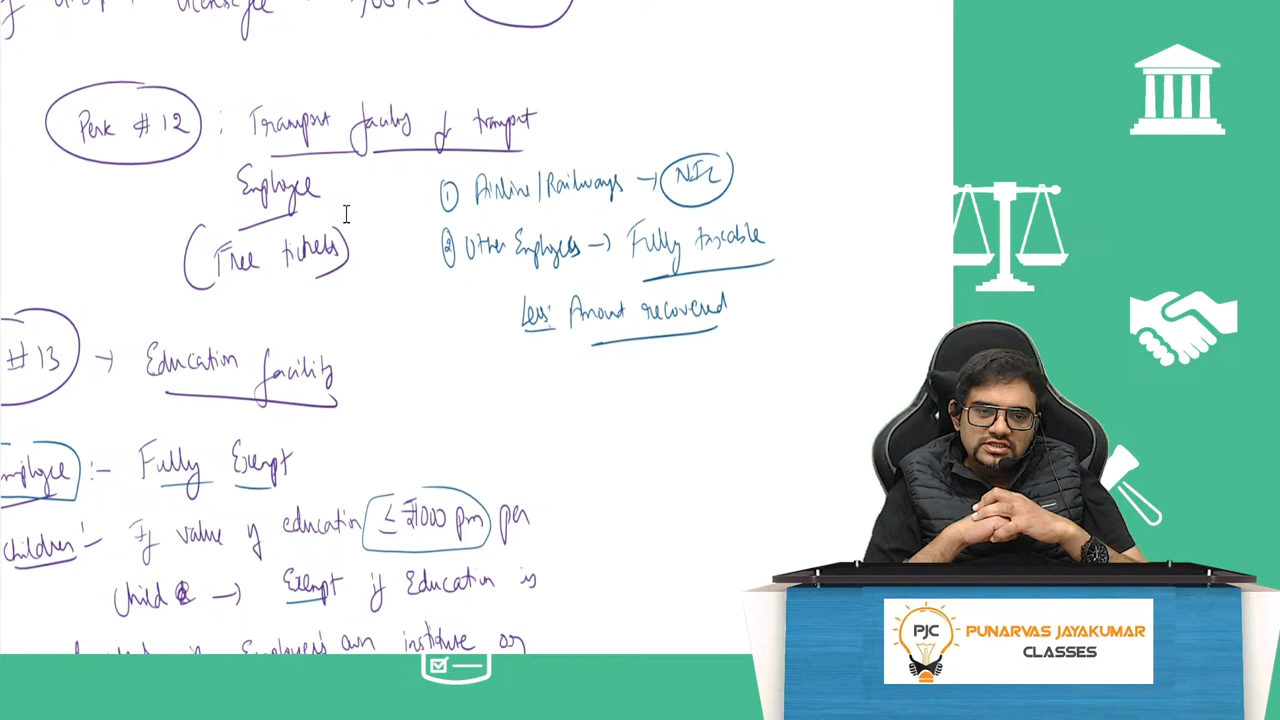 Perk # 12 : Transport facility of transport
Employee
(Free tickets)
① Airline/Railways → NIL
② Other Employees → Fully taxable
Less: Amount recovered
# 13 → Education facility
Employee :- Fully Exempt
children :- If value of education ≤ ₹1000 pm per
child → Exempt if Education is
Employer's own institute or
PJC
PUNARVAS JAYAKUMAR
CLASSES